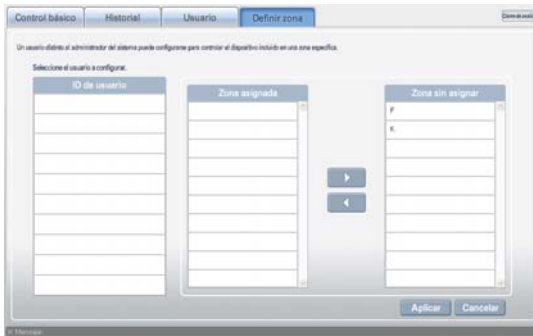 Control básico
Historial
Usuario
Definir zona
Un usuario distinto al administrador del sistema puede configurarse para controlar el dispositivo incluido en una zona específica.
Seleccione el usuario a configurar.
ID de usuario
Zona asignada
Zona sin asignar
Aplicar
Cancelar